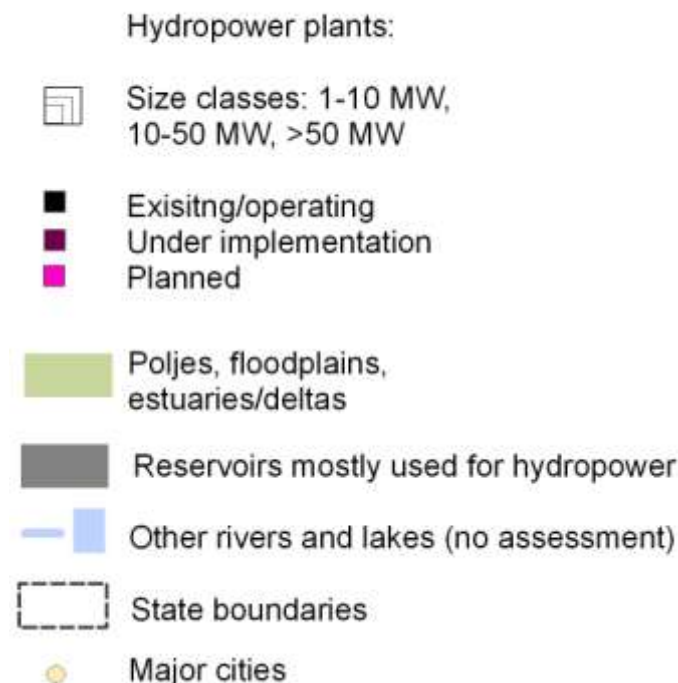 Hydropower plants:
Size classes: 1-10 MW,
10-50 MW, >50 MW
Exisitng/operating
Under implementation
Planned
Poljes, floodplains,
estuaries/deltas
Reservoirs mostly used for hydropower
Other rivers and lakes (no assessment)
State boundaries
Major cities